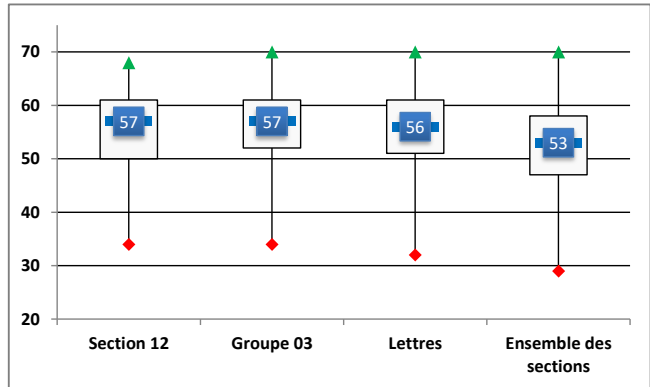 70
60
50
40
30
20
57
57
56
53
Section 12
Groupe 03
Lettres
Ensemble des
sections